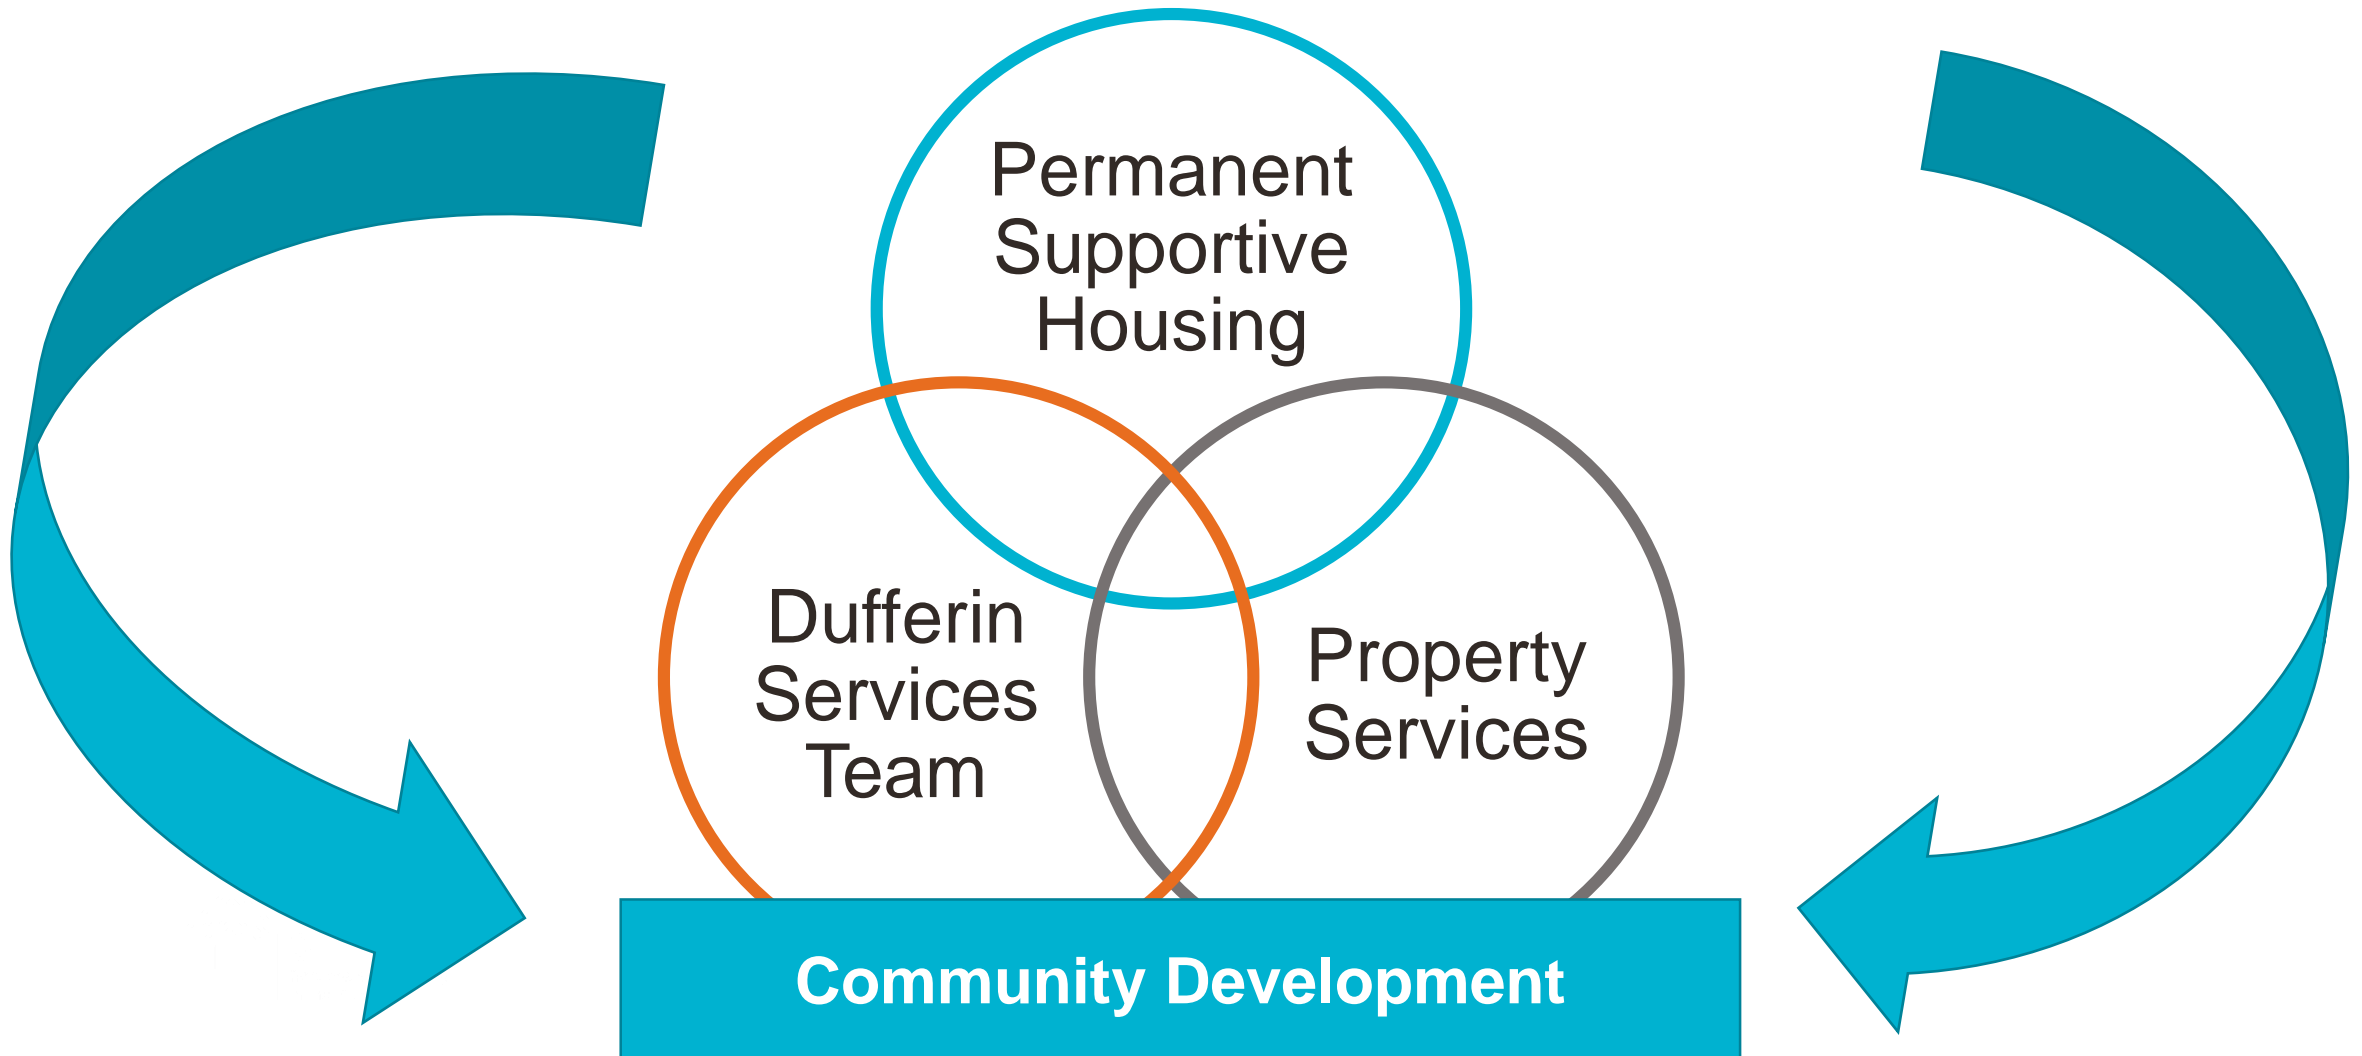 Permanent
Supportive
Housing
Dufferin
Services
Team
Property
Services
Community Development